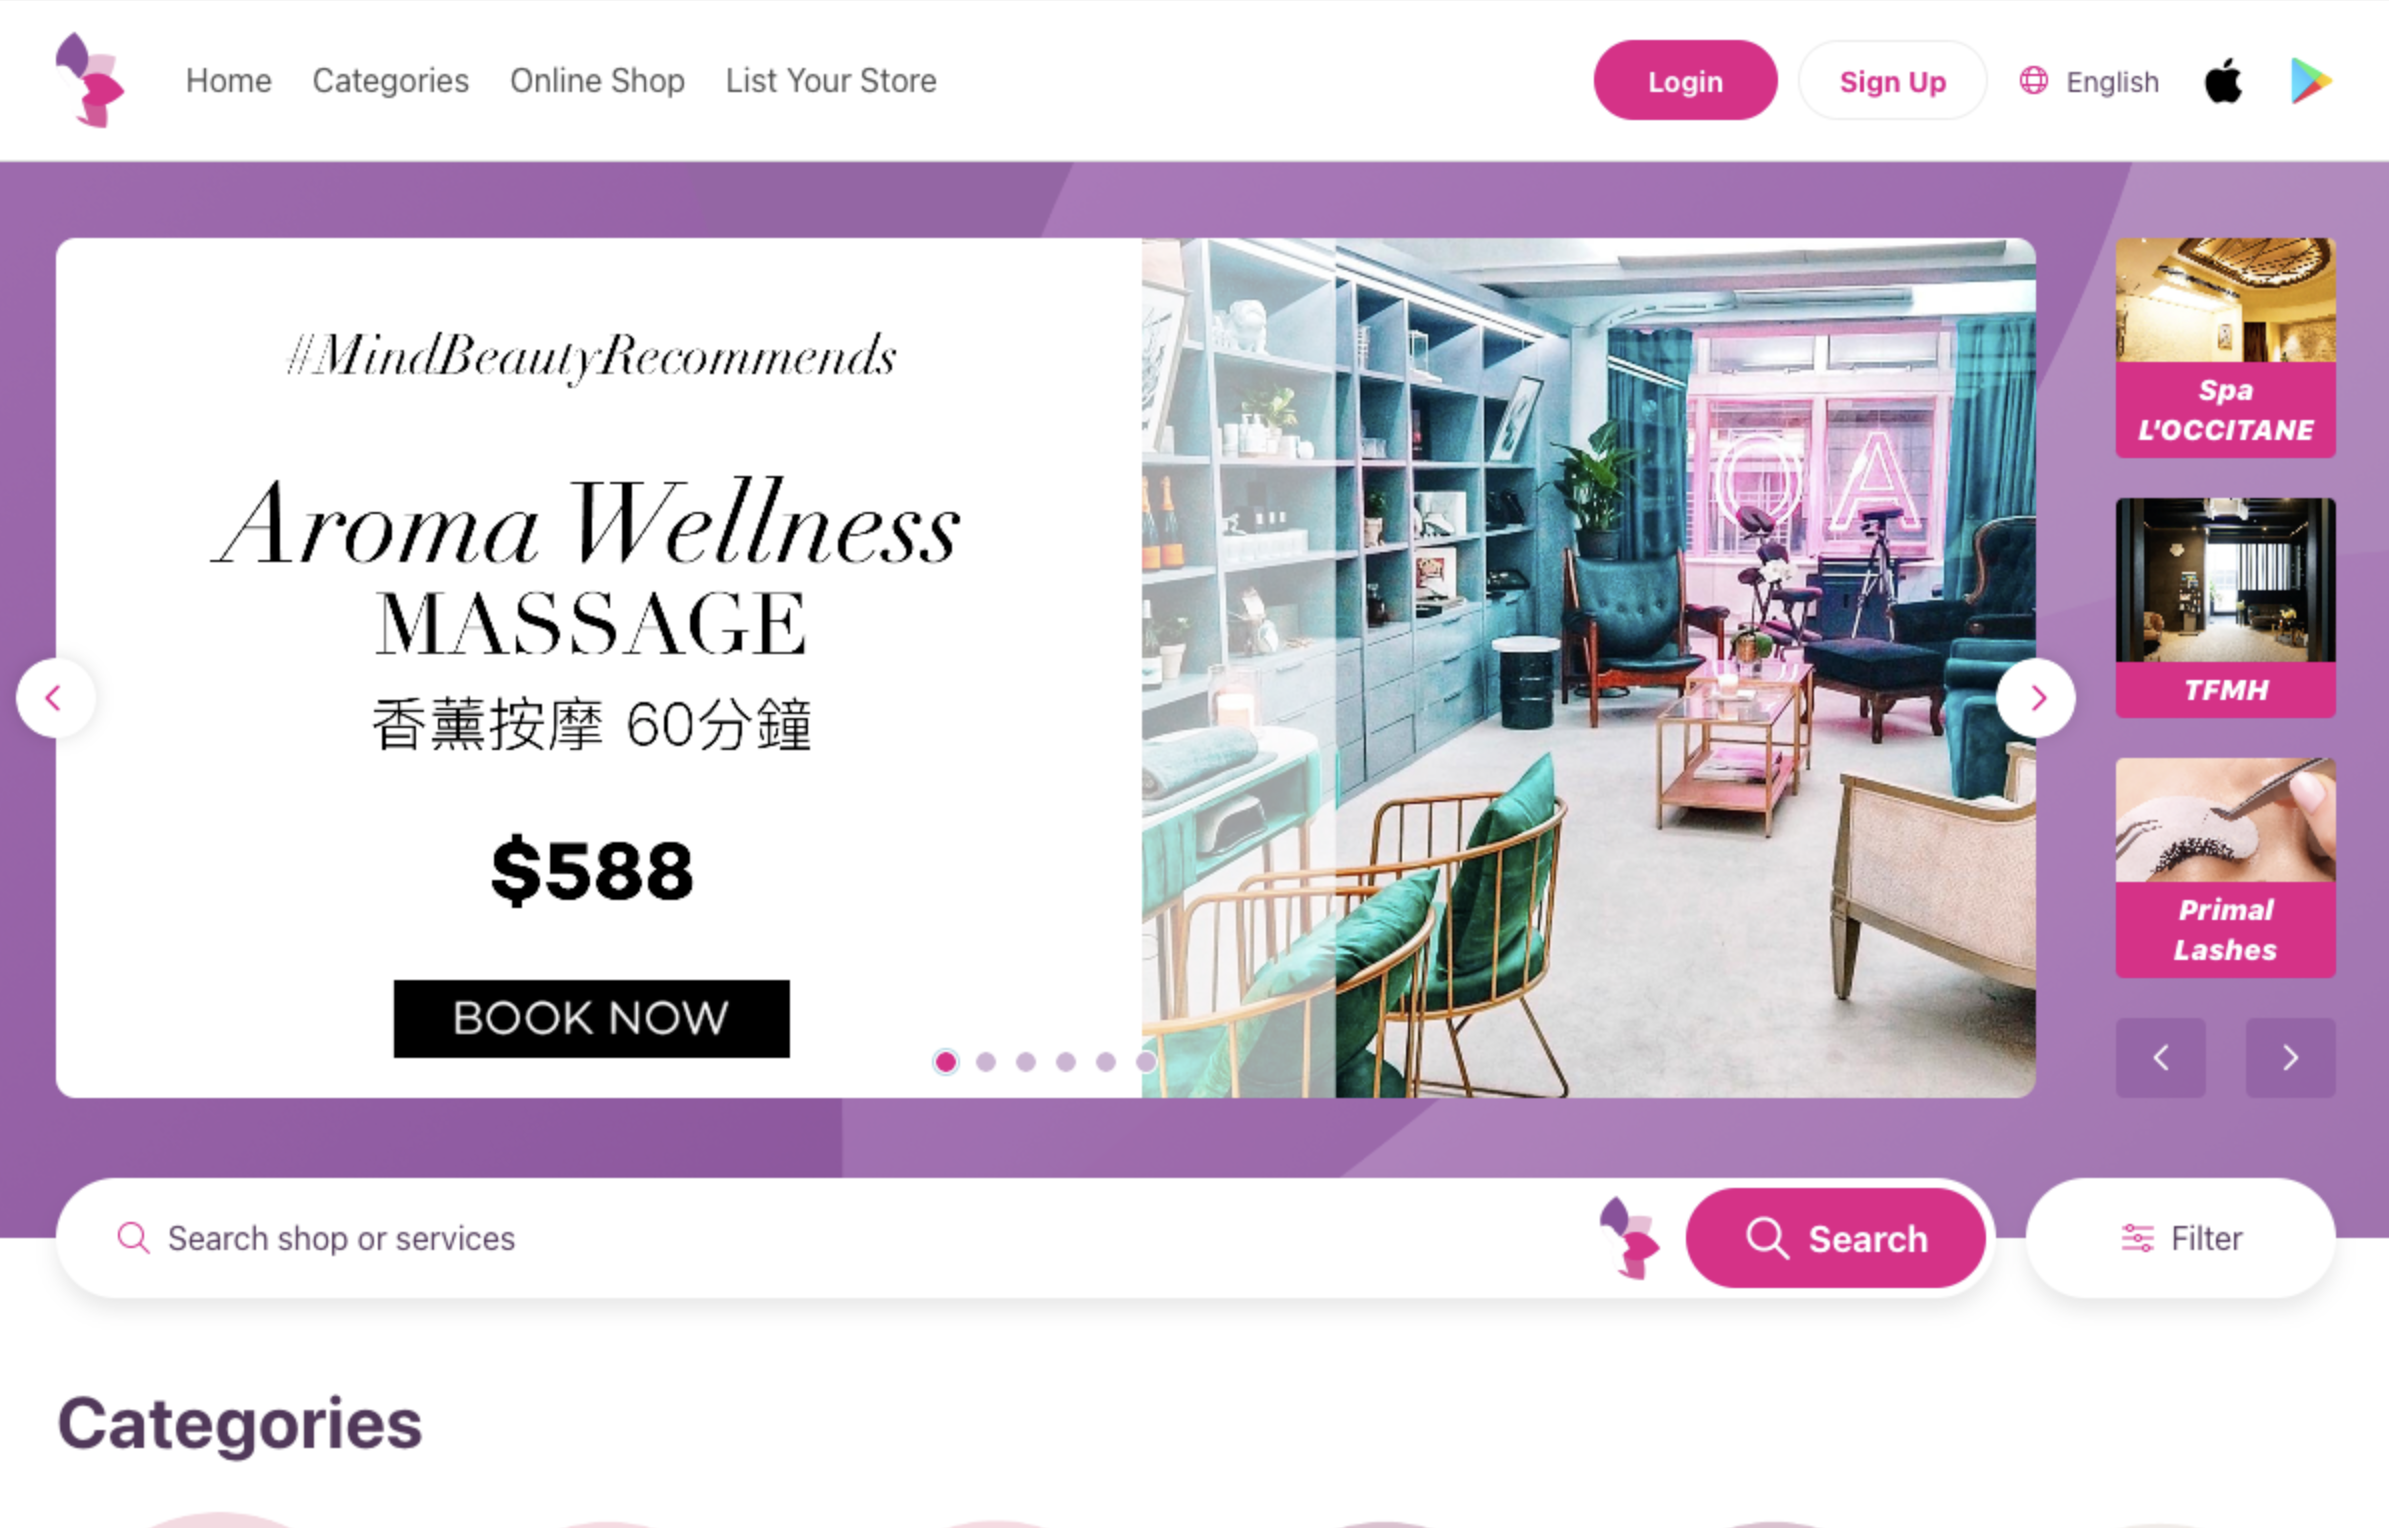 Home
Categories
Online Shop
List Your Store
Login
Sign Up
English
#MindBeautyRecommends
Aroma Wellness
MASSAGE
香薰按摩 60分鐘
$588
BOOK NOW
OA
Spa
L'OCCITANE
TFMH
Primal
Lashes
Search shop or services
Search
Filter
Categories